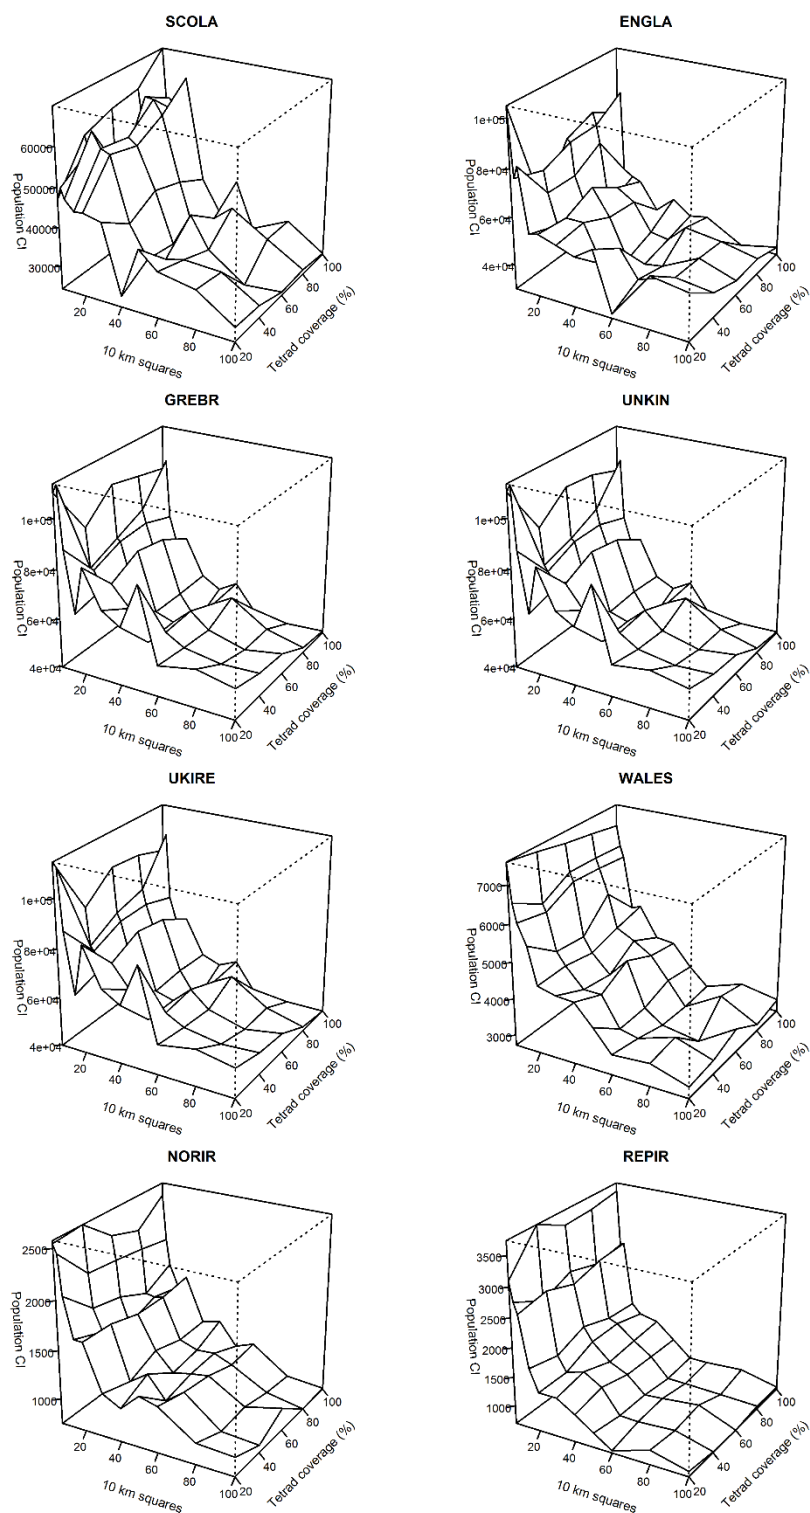 SCOLA
Population CI
60000
50000
40000
30000
20
40
60
80
100
10 km squares
20
40
60
80
100
Tetrad coverage (%)
ENGLA
Population CI
1e+05
8e+04
6e+04
4e+04
20
40
60
80
100
10 km squares
20
40
60
80
100
Tetrad coverage (%)
GREBR
Population CI
1e+05
8e+04
6e+04
4e+04
20
40
60
80
100
10 km squares
20
40
60
80
100
Tetrad coverage (%)
UNKIN
Population CI
1e+05
8e+04
6e+04
4e+04
20
40
60
80
100
10 km squares
20
40
60
80
100
Tetrad coverage (%)
UKIRE
Population CI
1e+05
8e+04
6e+04
4e+04
20
40
60
80
100
10 km squares
20
40
60
80
100
Tetrad coverage (%)
WALES
Population CI
7000
6000
5000
4000
3000
20
40
60
80
100
10 km squares
20
40
60
80
100
Tetrad coverage (%)
NORIR
Population CI
2500
2000
1500
1000
20
40
60
80
100
10 km squares
20
40
60
80
100
Tetrad coverage (%)
REPIR
Population CI
3500
3000
2500
2000
1500
1000
20
40
60
80
100
10 km squares
20
40
60
80
100
Tetrad coverage (%)